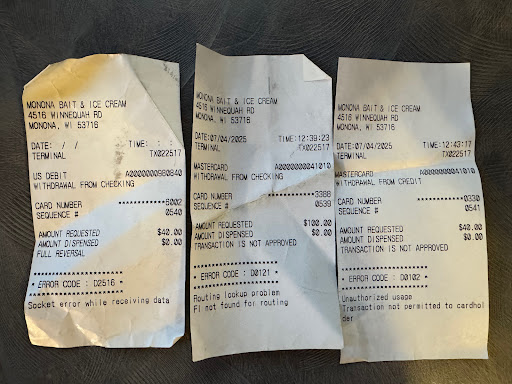 MONONA BAIT & ICE CREAM
4516 WINNEQUAH RD
MONONA, WI 53716
DATE: / / TIME: : :
TERMINAL TX022517
US DEBIT A0000000980840
WITHDRAWAL FROM CHECKING
CARD NUMBER ************6002
SEQUENCE # 0540
AMOUNT REQUESTED $40.00
AMOUNT DISPENSED $0.00
FULL REVERSAL
************************
* ERROR CODE : D2516 *
************************
Socket error while receiving data
MONONA BAIT & ICE CREAM
4516 WINNEQUAH RD
MONONA, WI 53716
DATE:07/04/2025 TIME:12:39:23
TERMINAL TX022517
MASTERCARD A0000000041010
WITHDRAWAL FROM CHECKING
CARD NUMBER ************3388
SEQUENCE # 0539
AMOUNT REQUESTED $100.00
AMOUNT DISPENSED $0.00
TRANSACTION IS NOT APPROVED
************************
* ERROR CODE : D0121 *
************************
Routing lookup problem
FI not found for routing
MONONA BAIT & ICE CREAM
4516 WINNEQUAH RD
MONONA, WI 53716
DATE:07/04/2025 TIME:12:43:17
TERMINAL TX022517
MASTERCARD A0000000041010
WITHDRAWAL FROM CREDIT
CARD NUMBER ************0330
SEQUENCE # 0541
AMOUNT REQUESTED $40.00
AMOUNT DISPENSED $0.00
TRANSACTION IS NOT APPROVED
************************
* ERROR CODE : D0102 *
************************
Unauthorized usage
Transaction not permitted to cardhol
der